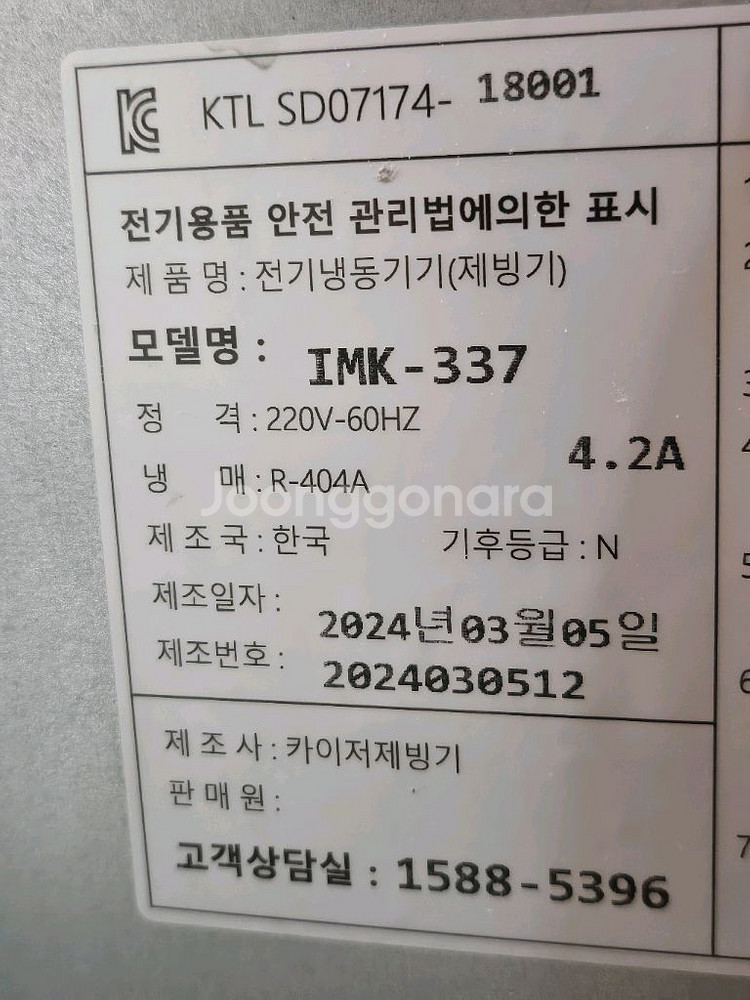 KC KTL SD07174- 18001
전기용품 안전 관리법에의한 표시
제 품 명 : 전기냉동기기(제빙기)
모델명 : IMK-337
정 격 : 220V-60HZ 4.2A
냉 매 : R-404A
Joonggonara
제 조 국 : 한국 기후등급 : N
제조일자 : 2024년03월05일
제조번호 : 2024030512
제 조 사 : 카이저제빙기
판 매 원 :
고객상담실 : 1588-5396